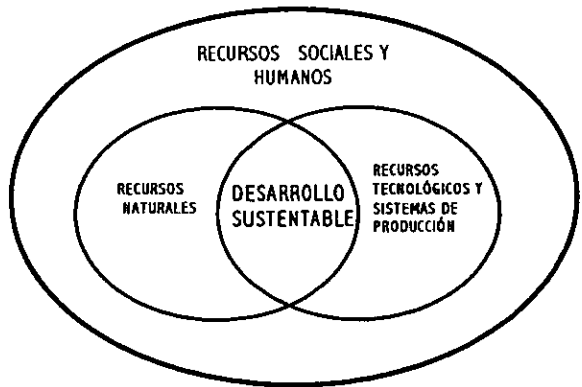 RECURSOS SOCIALES Y
HUMANOS
RECURSOS
NATURALES
DESARROLLO
SUSTENTABLE
RECURSOS
TECNOLÓGICOS Y
SISTEMAS DE
PRODUCCIÓN